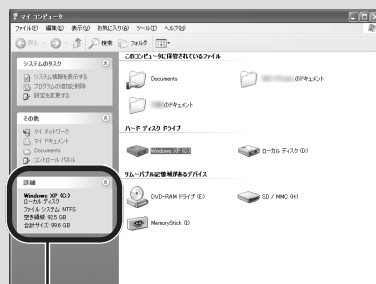 マイ コンピュータ
ファイル(F) 編集(E) 表示(V) お気に入り(A) ツール(T) ヘルプ(H)
戻る 検索 フォルダ
システムのタスク
システム情報を表示する
プログラムの追加と削除
設定を変更する
その他
マイ ネットワーク
マイ ドキュメント
Documents
コントロール パネル
詳細
Windows XP (C:)
ローカル ディスク
ファイル システム: NTFS
空き領域: 92.5 GB
合計サイズ: 99.6 GB
このコンピュータに保管されているファイル
Documents
のドキュメント
のドキュメント
ハード ディスク ドライブ
Windows XP (C:)
ローカル ディスク (D:)
リムーバブル記憶域があるデバイス
DVD-RAM ドライブ (E:)
SD / MMC (H:)
MemoryStick (I:)